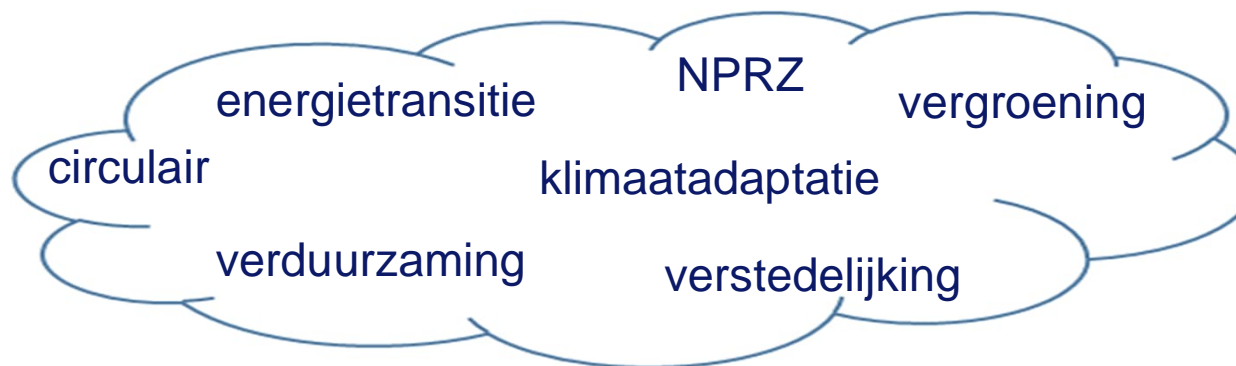 NPRZ
energietransitie
vergroening
circulair
klimaatadaptatie
verduurzaming
verstedelijking